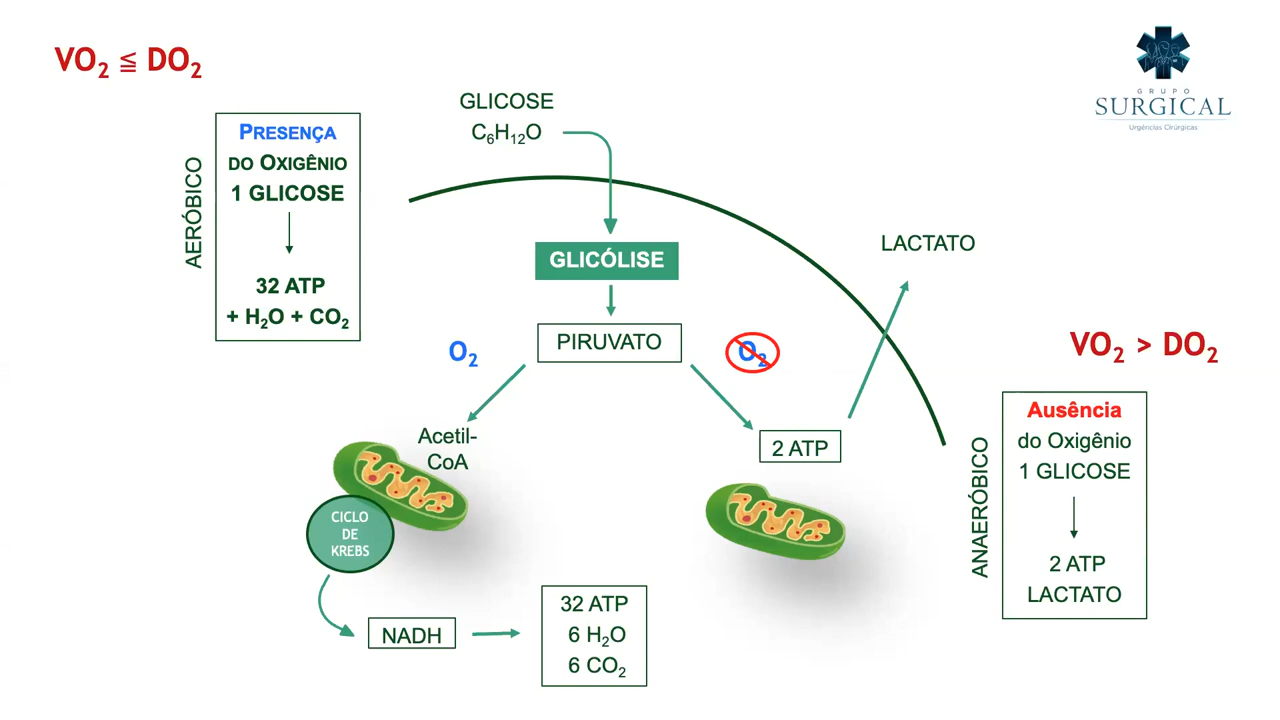 VO₂ ≦ DO₂
GRUPO
SURGICAL
Urgências Cirúrgicas
AERÓBICO
PRESENÇA
DO OXIGÊNIO
1 GLICOSE
32 ATP
+ H₂O + CO₂
GLICOSE
C₆H₁₂O
GLICÓLISE
PIRUVATO
O₂
O₂
LACTATO
VO₂ > DO₂
Acetil-
CoA
2 ATP
CICLO
DE
KREBS
NADH
32 ATP
6 H₂O
6 CO₂
ANAERÓBICO
Ausência
do Oxigênio
1 GLICOSE
2 ATP
LACTATO